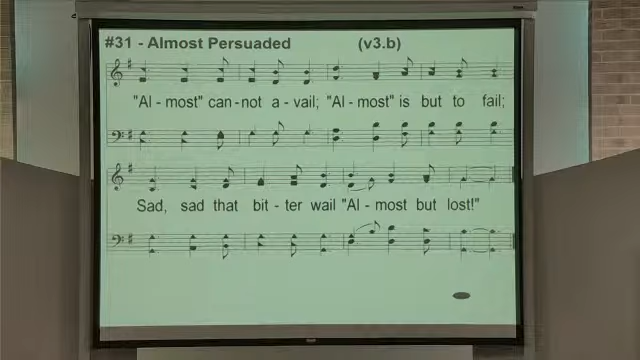 #31 - Almost Persuaded (v3.b)
"Al - most" can - not a - vail; "Al - most" is but to fail;
Sad, sad that bit - ter wail "Al - most but lost!"